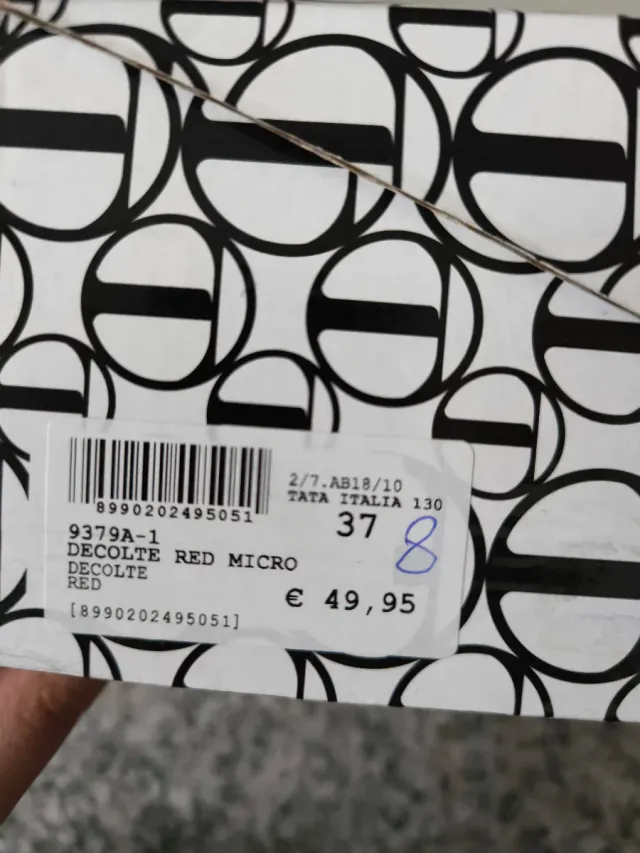 2/7.AB18/10
TATA ITALIA 130
8990202495051
37 8
9379A-1
DECOLTE RED MICRO
DECOLTE
RED
€ 49,95
[8990202495051]